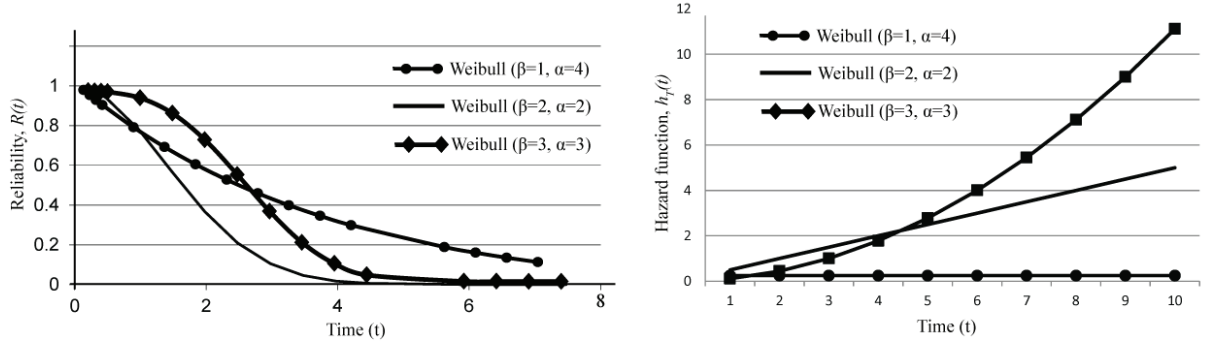 Reliability, R(t)
1
0.8
0.6
0.4
0.2
0
0
2
4
6
8
Time (t)
Weibull (β=1, α=4)
Weibull (β=2, α=2)
Weibull (β=3, α=3)
Hazard function, hT(t)
12
10
8
6
4
2
0
1
2
3
4
5
6
7
8
9
10
Time (t)
Weibull (β=1, α=4)
Weibull (β=2, α=2)
Weibull (β=3, α=3)